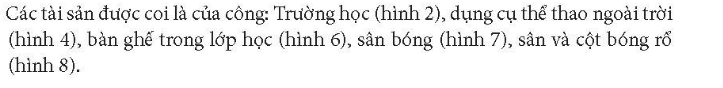 Các tài sản được coi là của công: Trường học (hình 2), dụng cụ thể thao ngoài trời
(hình 4), bàn ghế trong lớp học (hình 6), sân bóng (hình 7), sân và cột bóng rổ
(hình 8).